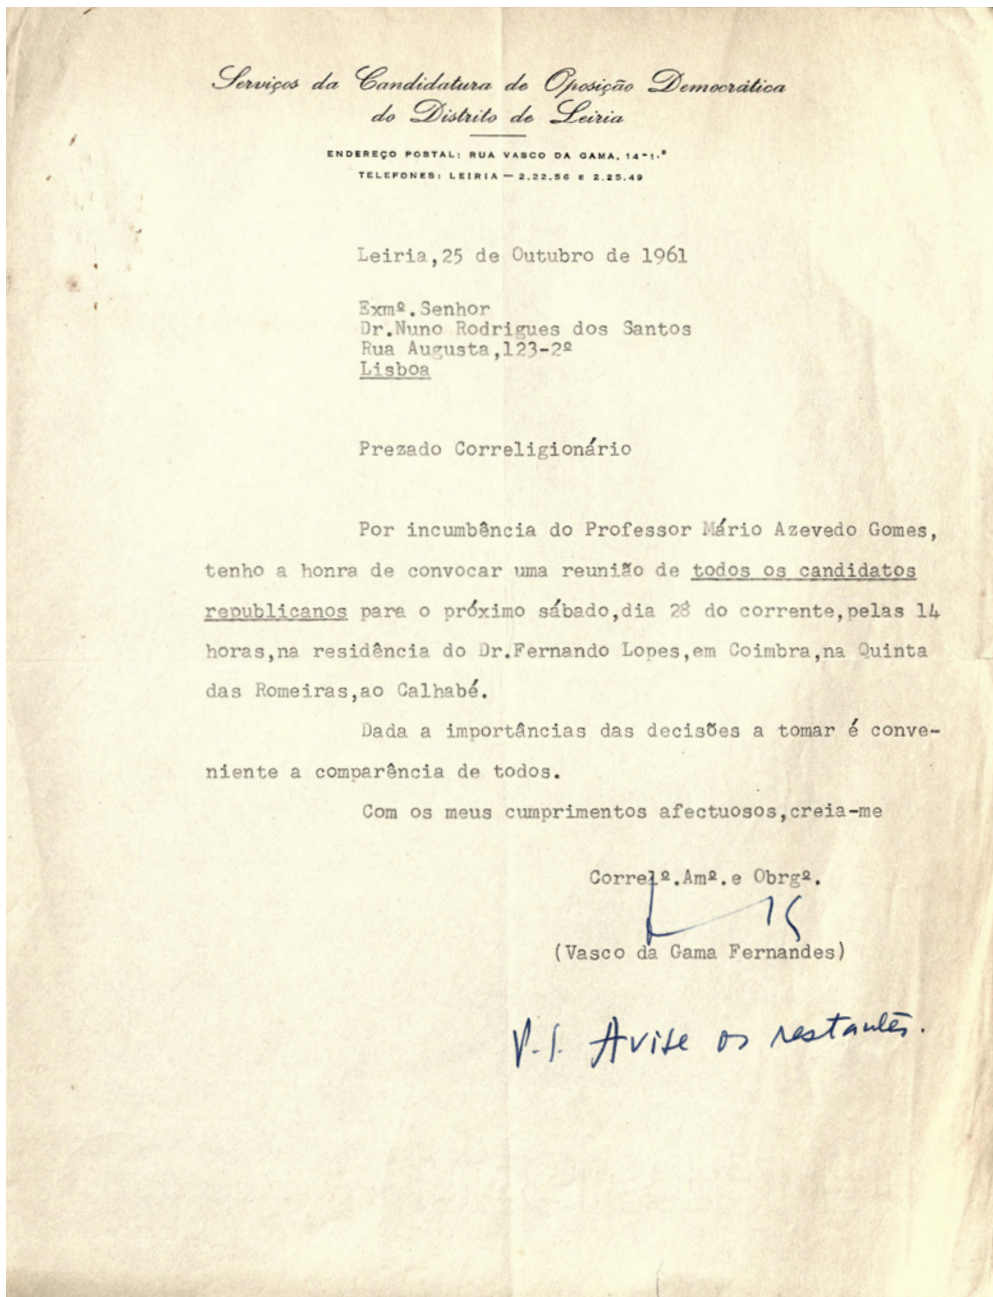 Serviços da Candidatura de Oposição Democrática
do Distrito de Leiria
ENDEREÇO POSTAL: RUA VASCO DA GAMA, 14-1.º
TELEFONES: LEIRIA — 2.22.56 E 2.25.49
Leiria,25 de Outubro de 1961
Exmº.Senhor
Dr.Nuno Rodrigues dos Santos
Rua Augusta,123-2º
Lisboa
Prezado Correligionário
Por incumbência do Professor Mário Azevedo Gomes,
tenho a honra de convocar uma reunião de todos os candidatos
republicanos para o próximo sábado,dia 28 do corrente,pelas 14
horas,na residência do Dr.Fernando Lopes,em Coimbra,na Quinta
das Romeiras,ao Calhabé.
Dada a importâncias das decisões a tomar é conve-
niente a comparência de todos.
Com os meus cumprimentos afectuosos,creia-me
Correlº.Amº.e Obrgº.
(Vasco da Gama Fernandes)
P.S. Avise os restantes.